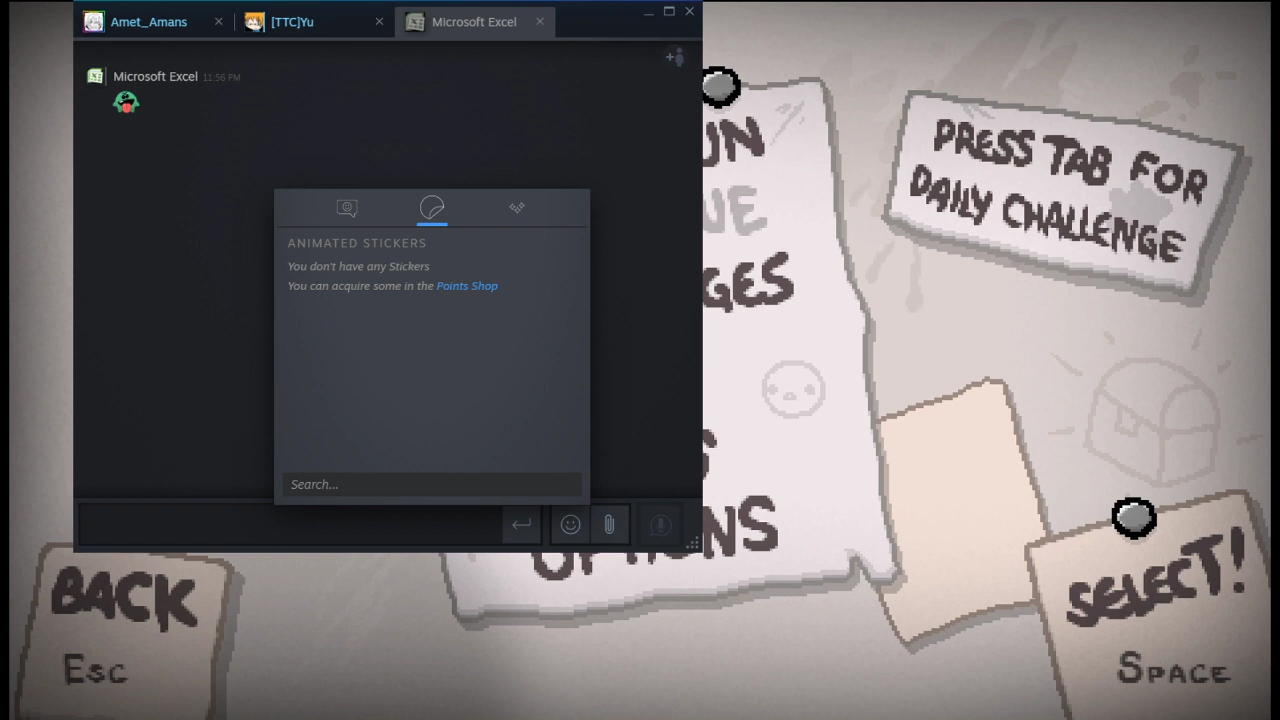 Amet_Amans
[TTC]Yu
Microsoft Excel
Microsoft Excel 11:56 PM
ANIMATED STICKERS
You don't have any Stickers
You can acquire some in the Points Shop
Search...
PRESS TAB FOR
DAILY CHALLENGE
BACK
Esc
SELECT!
SPACE